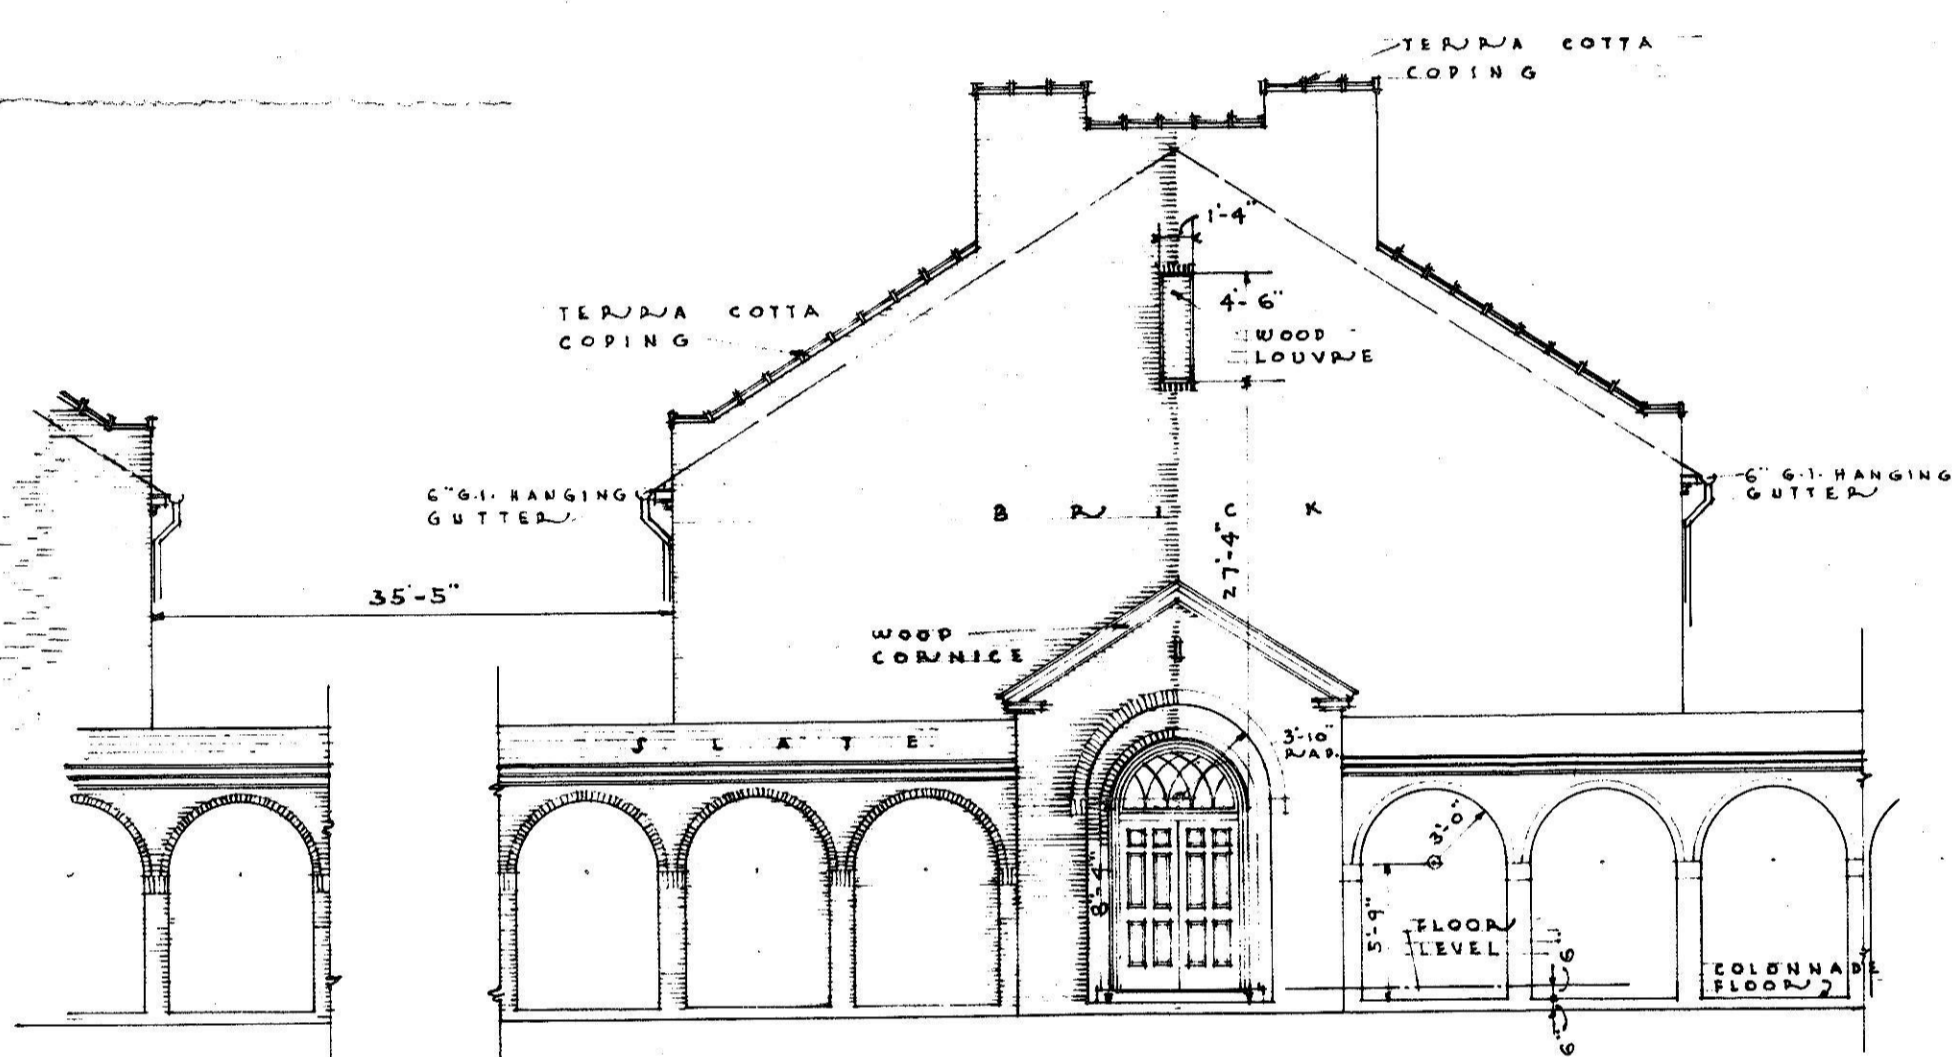 TERRA COTTA
COPING
1'-4"
4'-6"
WOOD
LOUVRE
TERRA COTTA
COPING
6" G.I. HANGING
GUTTER
6" G.I. HANGING
GUTTER
BRICK
27'-4"
35'-5"
WOOD
CORNICE
SLATE
3'-10"
RAD.
3'-0"
8'-4"
5'-9"
FLOOR
LEVEL
6"
COLONNADE
FLOOR
6"